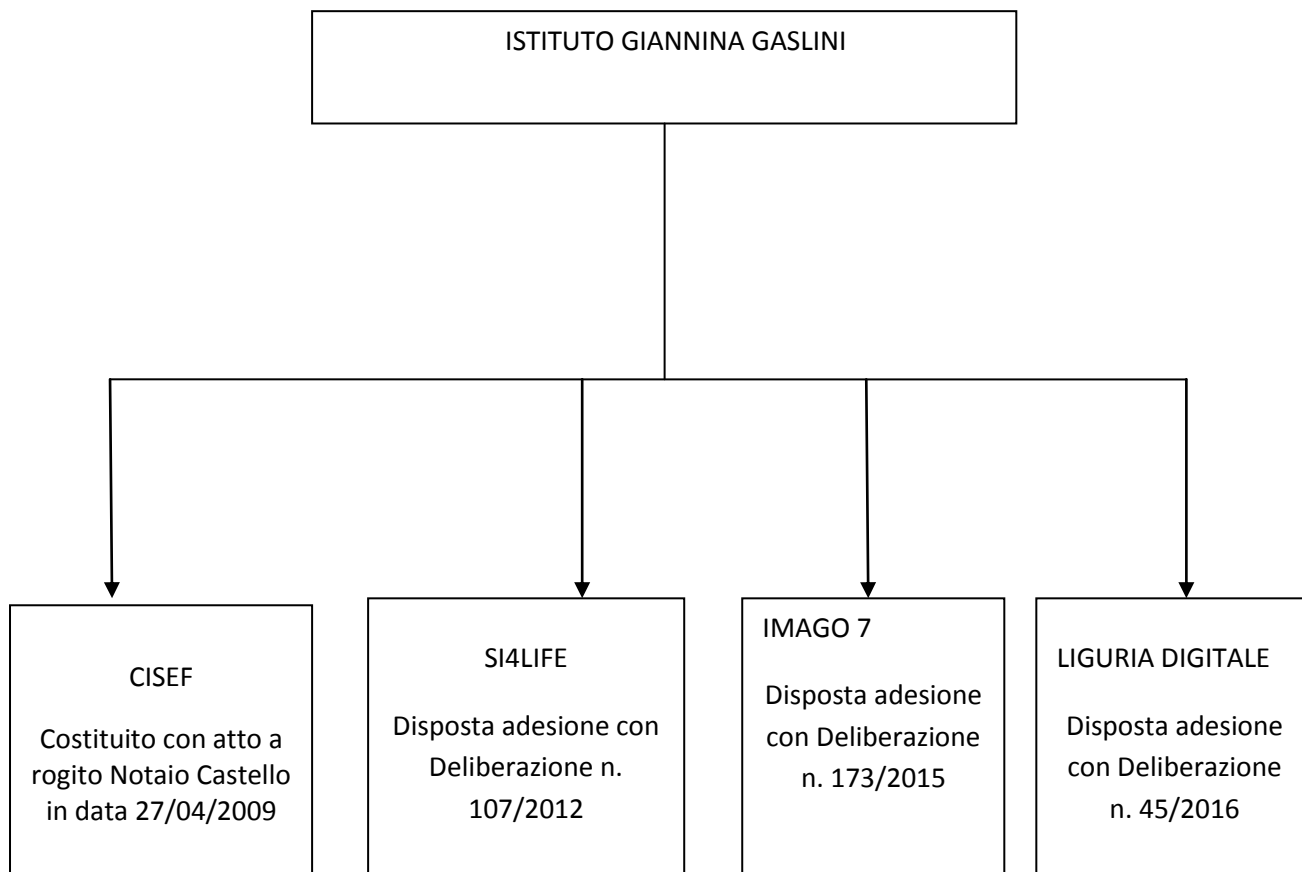 ISTITUTO GIANNINA GASLINI
CISEF
Costituito con atto a
rogito Notaio Castello
in data 27/04/2009
SI4LIFE
Disposta adesione con
Deliberazione n.
107/2012
IMAGO 7
Disposta adesione
con Deliberazione
n. 173/2015
LIGURIA DIGITALE
Disposta adesione
con Deliberazione
n. 45/2016